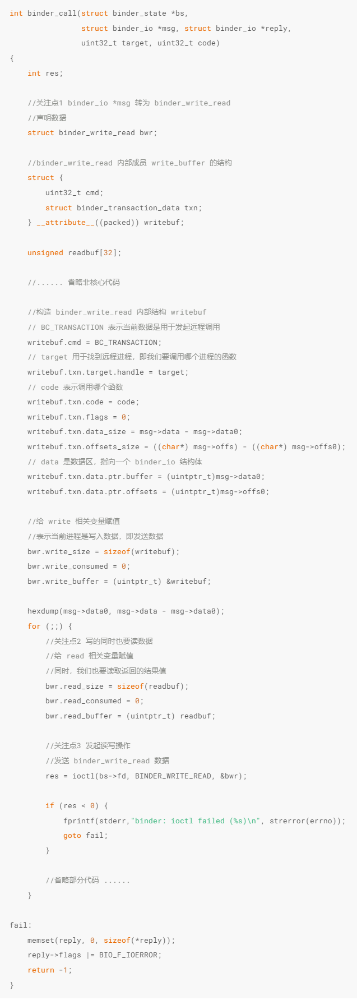 int binder_call(struct binder_state *bs,
                struct binder_io *msg, struct binder_io *reply,
                uint32_t target, uint32_t code)
{
    int res;

    //关注点1 binder_io *msg 转为 binder_write_read
    //声明数据
    struct binder_write_read bwr;

    //binder_write_read 内部成员 write_buffer 的结构
    struct {
        uint32_t cmd;
        struct binder_transaction_data txn;
    } __attribute__((packed)) writebuf;

    unsigned readbuf[32];

    //...... 省略非核心代码

    //构造 binder_write_read 内部结构 writebuf
    // BC_TRANSACTION 表示当前数据是用于发起远程调用
    writebuf.cmd = BC_TRANSACTION;
    // target 用于找到远程进程，即我们要调用哪个进程的函数
    writebuf.txn.target.handle = target;
    // code 表示调用哪个函数
    writebuf.txn.code = code;
    writebuf.txn.flags = 0;
    writebuf.txn.data_size = msg->data - msg->data0;
    writebuf.txn.offsets_size = ((char*) msg->offs) - ((char*) msg->offs0);
    // data 是数据区，指向一个 binder_io 结构体
    writebuf.txn.data.ptr.buffer = (uintptr_t)msg->data0;
    writebuf.txn.data.ptr.offsets = (uintptr_t)msg->offs0;

    //给 write 相关变量赋值
    //表示当前进程是写入数据，即发送数据
    bwr.write_size = sizeof(writebuf);
    bwr.write_consumed = 0;
    bwr.write_buffer = (uintptr_t) &writebuf;

    hexdump(msg->data0, msg->data - msg->data0);
    for (;;) {
        //关注点2 写的同时也要读数据
        //给 read 相关变量赋值
        //同时，我们也要读取返回的结果值
        bwr.read_size = sizeof(readbuf);
        bwr.read_consumed = 0;
        bwr.read_buffer = (uintptr_t) readbuf;

        //关注点3 发起读写操作
        //发送 binder_write_read 数据
        res = ioctl(bs->fd, BINDER_WRITE_READ, &bwr);

        if (res < 0) {
            fprintf(stderr,"binder: ioctl failed (%s)\n", strerror(errno));
            goto fail;
        }

        //省略部分代码 ......
    }

fail:
    memset(reply, 0, sizeof(*reply));
    reply->flags |= BIO_F_IOERROR;
    return -1;
}